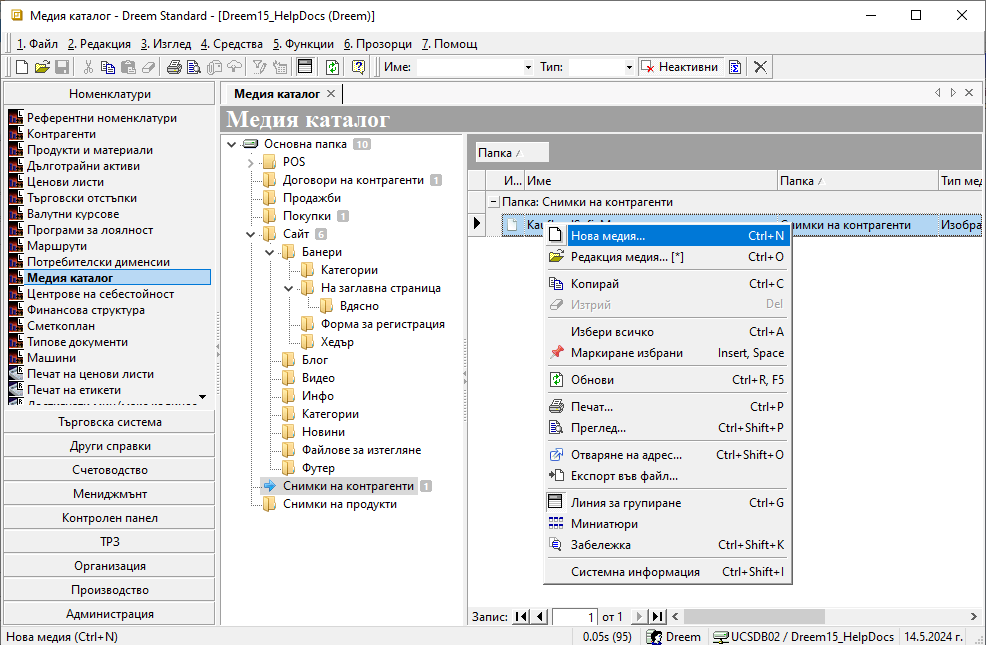 Медия каталог - Dreem Standard - [Dreem15_HelpDocs (Dreem)]
1. Файл 2. Редакция 3. Изглед 4. Средства 5. Функции 6. Прозорци 7. Помощ
Име: Тип: Неактивни
Номенклатури
Референтни номенклатури
Контрагенти
Продукти и материали
Дълготрайни активи
Ценови листи
Търговски отстъпки
Валутни курсове
Програми за лоялност
Маршрути
Потребителски дименсии
Медия каталог
Центрове на себестойност
Финансова структура
Сметкоплан
Типове документи
Машини
Печат на ценови листи
Печат на етикети
Търговска система
Други справки
Счетоводство
Мениджмънт
Контролен панел
ТРЗ
Организация
Производство
Администрация
Медия каталог
Медия каталог
Основна папка 10
POS
Договори на контрагенти 1
Продажби
Покупки 1
Сайт 6
Банери
Категории
На заглавна страница
Вдясно
Форма за регистрация
Хедър
Блог
Видео
Инфо
Категории
Новини
Файлове за изтегляне
Футер
Снимки на контрагенти 1
Снимки на продукти
Папка
И... Име Папка Тип мед
Папка: Снимки на контрагенти
контрагенти Изобра
Нова медия... Ctrl+N
Редакция медия... [*] Ctrl+O
Копирай Ctrl+C
Изтрий Del
Избери всичко Ctrl+A
Маркиране избрани Insert, Space
Обнови Ctrl+R, F5
Печат... Ctrl+P
Преглед... Ctrl+Shift+P
Отваряне на адрес... Ctrl+Shift+O
Експорт във файл...
Линия за групиране Ctrl+G
Миниатюри
Забележка Ctrl+Shift+K
Системна информация Ctrl+Shift+I
Запис: 1 от 1
Нова медия (Ctrl+N) 0.05s (95) Dreem UCSDB02 / Dreem15_HelpDocs 14.5.2024 г.